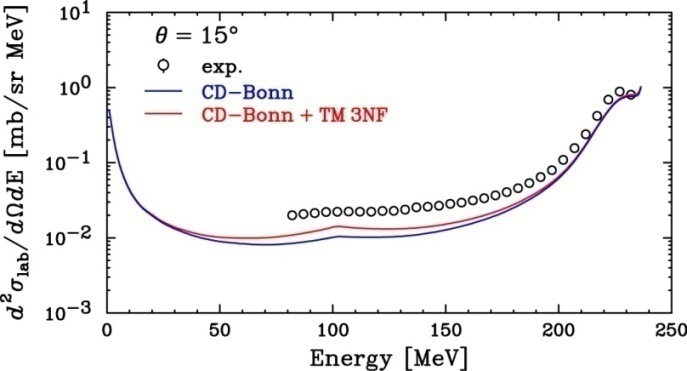 θ = 15°
exp.
CD−Bonn
CD−Bonn + TM 3NF
d²σ_lab/dΩdE [mb/sr MeV]
10¹
10⁰
10⁻¹
10⁻²
10⁻³
0 50 100 150 200 250
Energy [MeV]